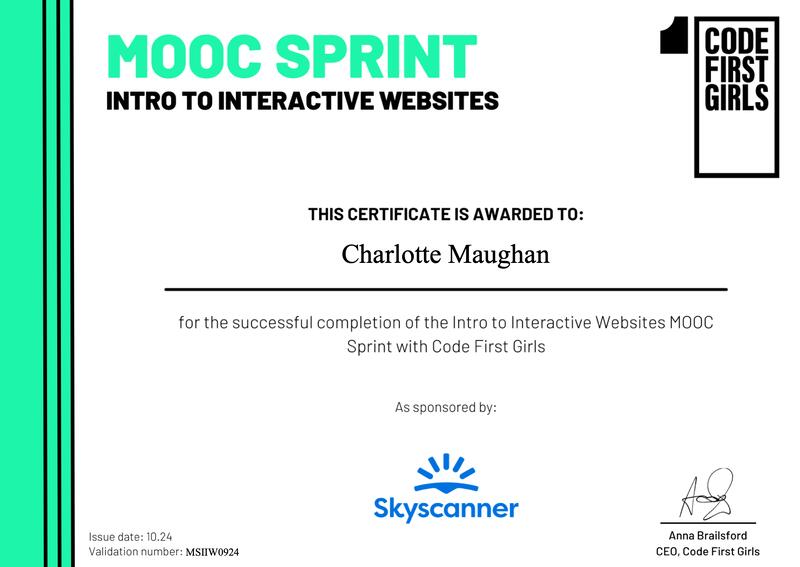 MOOC SPRINT
INTRO TO INTERACTIVE WEBSITES
1
CODE
FIRST
GIRLS
THIS CERTIFICATE IS AWARDED TO:
Charlotte Maughan
for the successful completion of the Intro to Interactive Websites MOOC
Sprint with Code First Girls
As sponsored by:
Skyscanner
Anna Brailsford
CEO, Code First Girls
Issue date: 10.24
Validation number: MSIIW0924